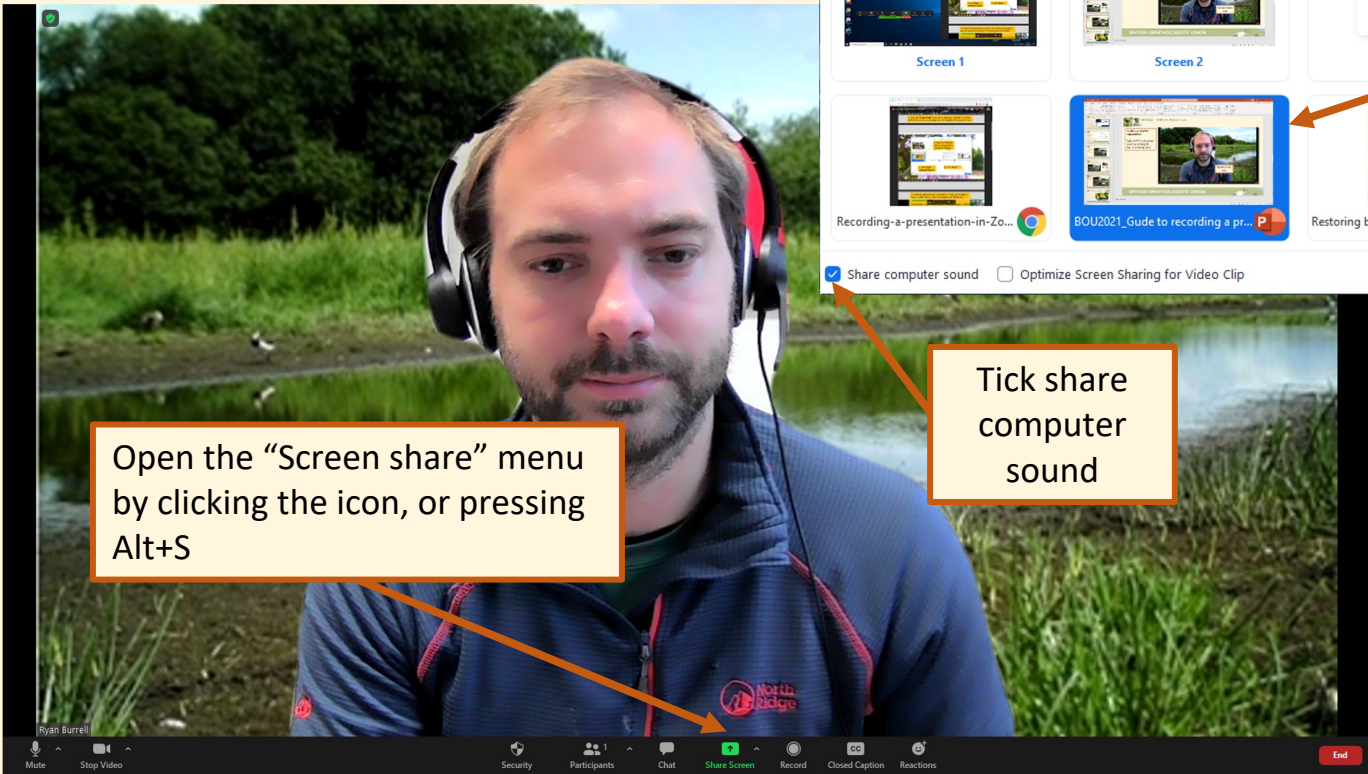 Screen 1
Screen 2
Recording-a-presentation-in-Zo...
BOU2021_Gude to recording a pr...
Restoring b
Share computer sound
Optimize Screen Sharing for Video Clip
Tick share
computer
sound
Open the “Screen share” menu
by clicking the icon, or pressing
Alt+S
North
Ridge
Ryan Burrell
Mute
Stop Video
Security
Participants
1
Chat
Share Screen
Record
CC
Closed Caption
Reactions
End